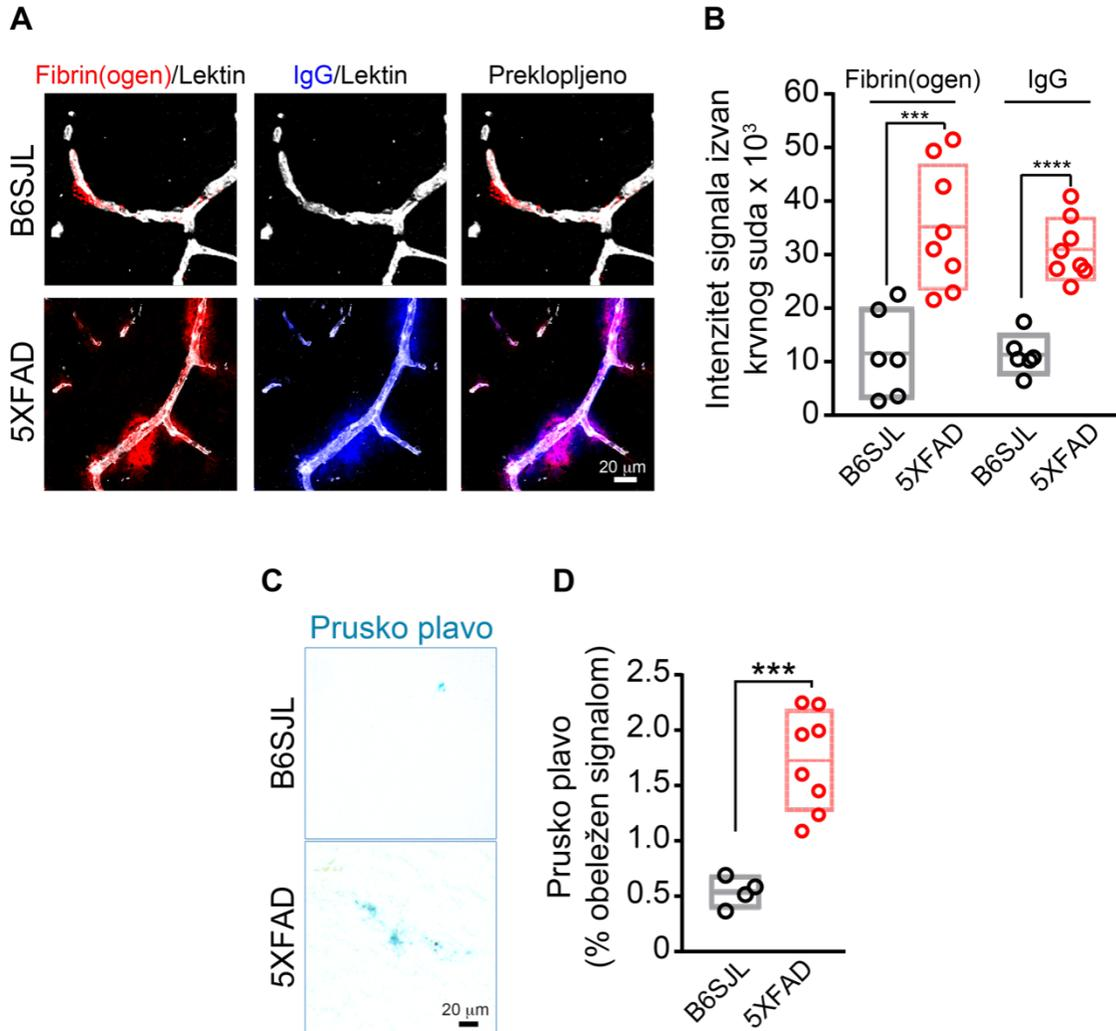 A
Fibrin(ogen)/Lektin
IgG/Lektin
Preklopljeno
B6SJL
5XFAD
20 µm
B
Intenzitet signala izvan
krvnog suda x 10³
Fibrin(ogen)
IgG
***
****
60
50
40
30
20
10
0
B6SJL
5XFAD
B6SJL
5XFAD
C
Prusko plavo
B6SJL
5XFAD
20 µm
D
Prusko plavo
(% obeležen signalom)
***
2.5
2.0
1.5
1.0
0.5
0
B6SJL
5XFAD